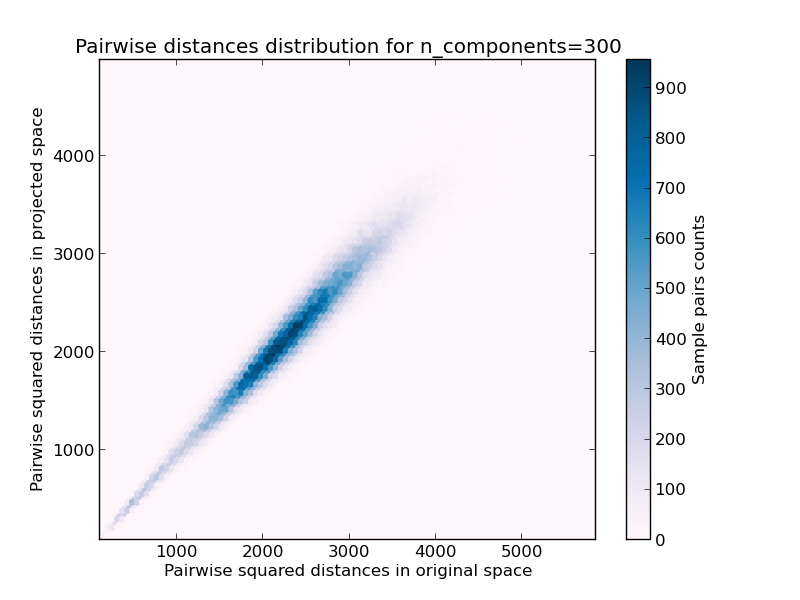 Pairwise distances distribution for n_components=300
Pairwise squared distances in projected space
4000
3000
2000
1000
1000 2000 3000 4000 5000
Pairwise squared distances in original space
900
800
700
600
500
400
300
200
100
0
Sample pairs counts